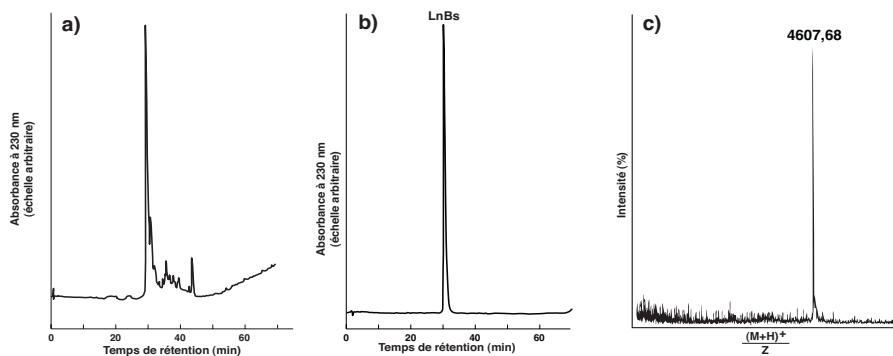 a)
Absorbance à 230 nm
(échelle arbitraire)
0
20
40
60
Temps de rétention (min)
b)
LnBs
Absorbance à 230 nm
(échelle arbitraire)
0
20
40
60
Temps de rétention (min)
c)
4607,68
Intensité (%)
(M+H)+
Z